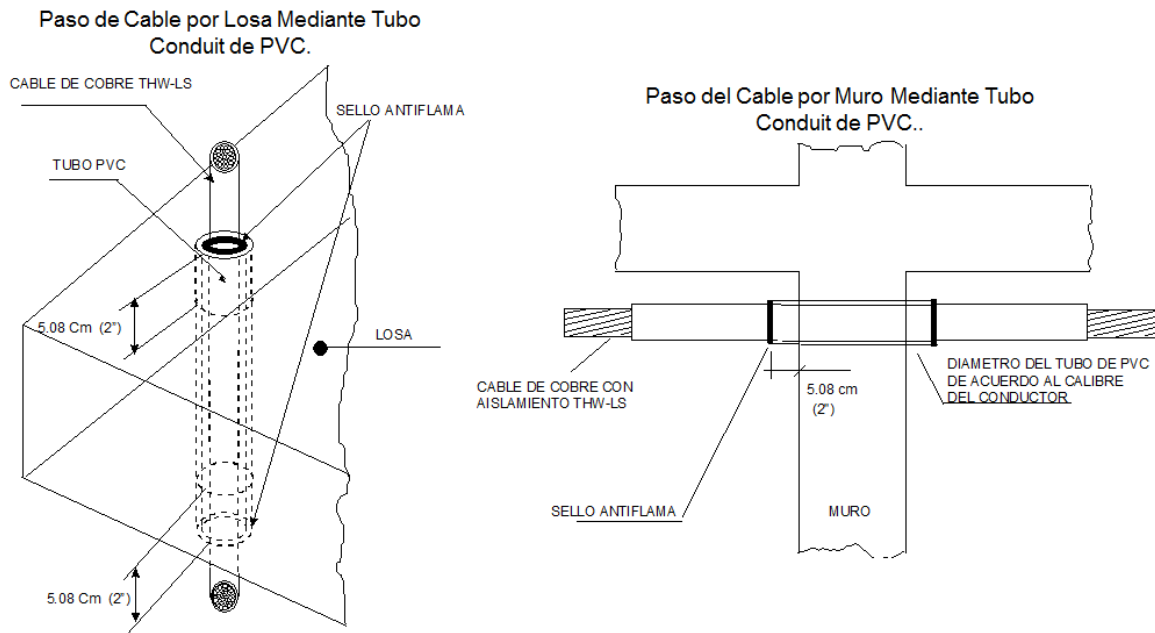 Paso de Cable por Losa Mediante Tubo
Conduit de PVC.
CABLE DE COBRE THW-LS
SELLO ANTIFLAMA
TUBO PVC
5.08 Cm (2")
LOSA
5.08 Cm (2")
Paso del Cable por Muro Mediante Tubo
Conduit de PVC..
CABLE DE COBRE CON
AISLAMIENTO THW-LS
5.08 cm
(2")
DIAMETRO DEL TUBO DE PVC
DE ACUERDO AL CALIBRE
DEL CONDUCTOR
SELLO ANTIFLAMA
MURO